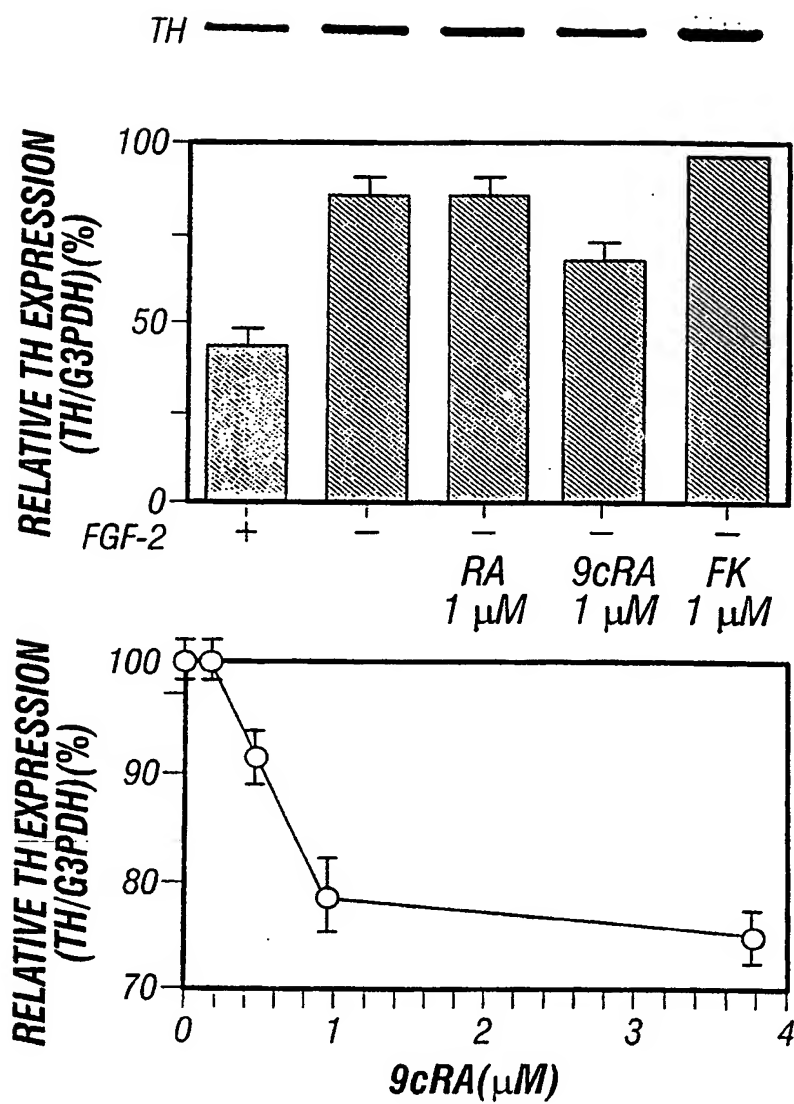 TH
RELATIVE TH EXPRESSION
(TH/G3PDH)(%)
100
50
0
FGF-2 + − − − −
RA 9cRA FK
1 μM 1 μM 1 μM
RELATIVE TH EXPRESSION
(TH/G3PDH)(%)
100
90
80
70
0 1 2 3 4
9cRA(μM)